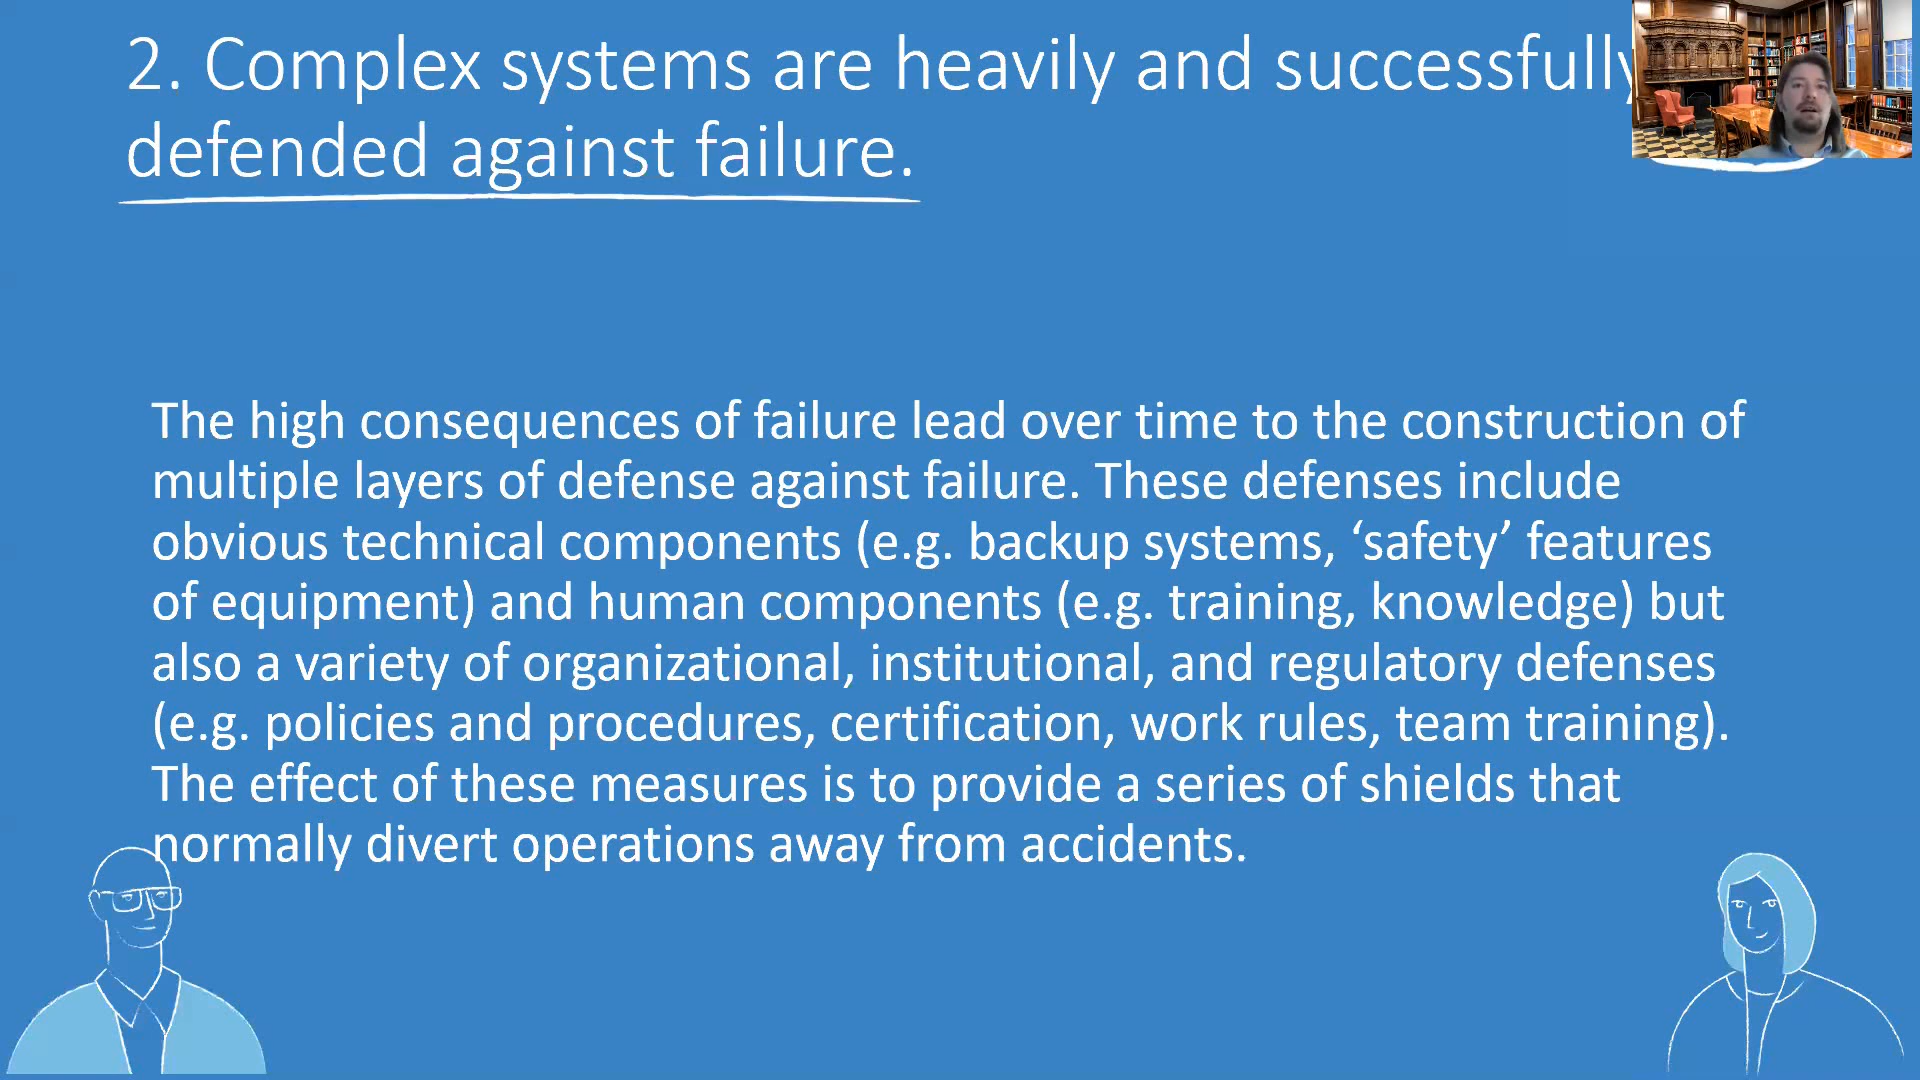 2. Complex systems are heavily and successfully
defended against failure.
The high consequences of failure lead over time to the construction of
multiple layers of defense against failure. These defenses include
obvious technical components (e.g. backup systems, ‘safety’ features
of equipment) and human components (e.g. training, knowledge) but
also a variety of organizational, institutional, and regulatory defenses
(e.g. policies and procedures, certification, work rules, team training).
The effect of these measures is to provide a series of shields that
normally divert operations away from accidents.